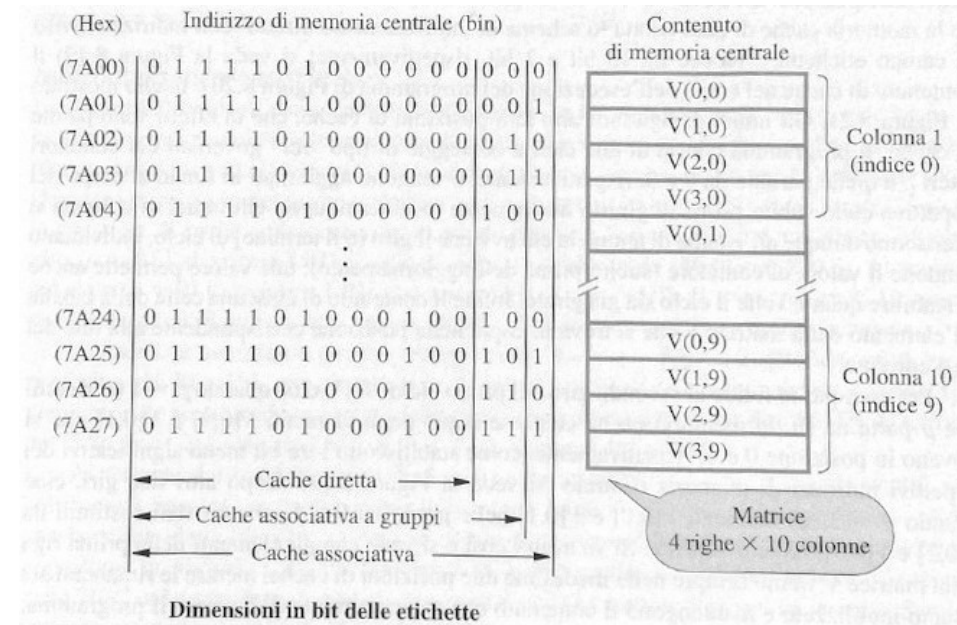 (Hex) Indirizzo di memoria centrale (bin) Contenuto di memoria centrale
(7A00) 0 1 1 1 1 0 1 0 0 0 0 0 0 0 0 0 V(0,0)
(7A01) 0 1 1 1 1 0 1 0 0 0 0 0 0 0 0 1 V(1,0)
(7A02) 0 1 1 1 1 0 1 0 0 0 0 0 0 0 1 0 V(2,0)
(7A03) 0 1 1 1 1 0 1 0 0 0 0 0 0 0 1 1 V(3,0)
(7A04) 0 1 1 1 1 0 1 0 0 0 0 0 0 1 0 0 V(0,1)
Colonna 1
(indice 0)
(7A24) 0 1 1 1 1 0 1 0 0 0 1 0 0 1 0 0 V(0,9)
(7A25) 0 1 1 1 1 0 1 0 0 0 1 0 0 1 0 1 V(1,9)
(7A26) 0 1 1 1 1 0 1 0 0 0 1 0 0 1 1 0 V(2,9)
(7A27) 0 1 1 1 1 0 1 0 0 0 1 0 0 1 1 1 V(3,9)
Colonna 10
(indice 9)
Cache diretta
Cache associativa a gruppi
Cache associativa
Matrice
4 righe × 10 colonne
Dimensioni in bit delle etichette